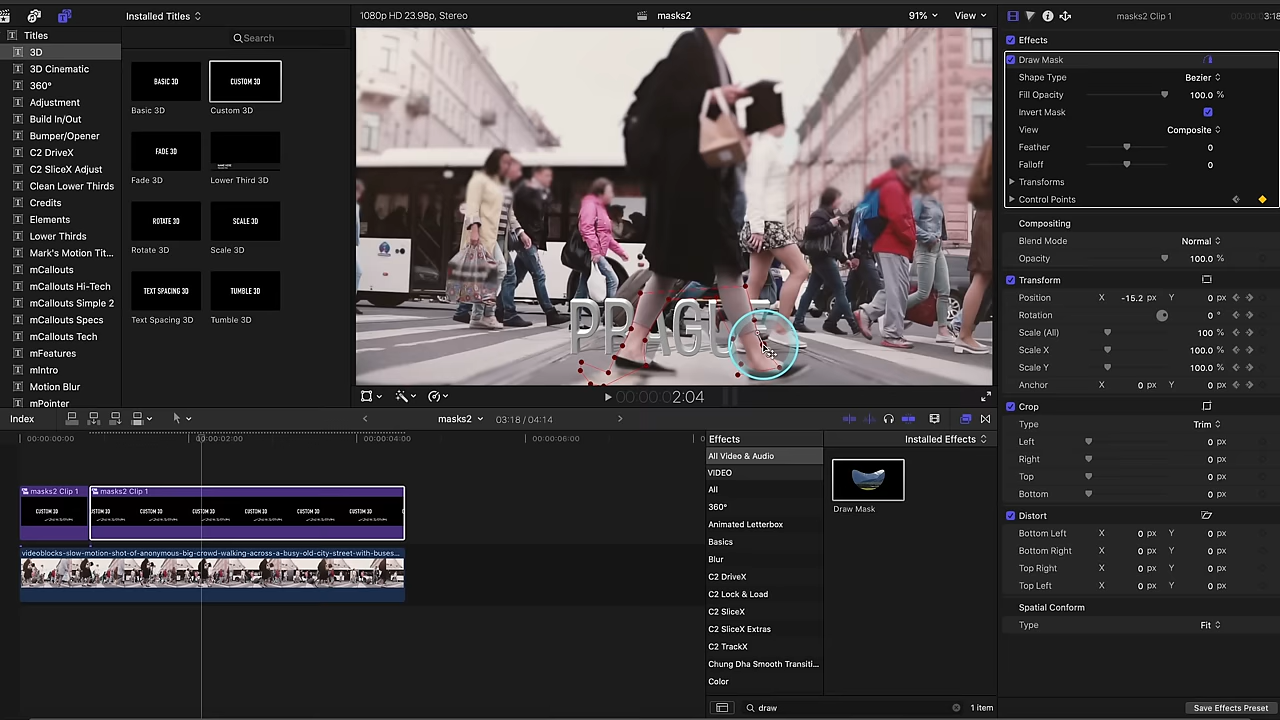 Installed Titles
1080p HD 23.98p, Stereo
masks2
91%
View
masks2 Clip 1
Titles
3D
3D Cinematic
360°
Adjustment
Build In/Out
Bumper/Opener
C2 DriveX
C2 SliceX Adjust
Clean Lower Thirds
Credits
Elements
Lower Thirds
Mark's Motion Tit...
mCallouts
mCallouts Hi-Tech
mCallouts Simple 2
mCallouts Specs
mCallouts Tech
mFeatures
mIntro
Motion Blur
mPointer
Search
BASIC 3D
CUSTOM 3D
Basic 3D
Custom 3D
FADE 3D
Fade 3D
Lower Third 3D
ROTATE 3D
SCALE 3D
Rotate 3D
Scale 3D
TEXT SPACING 3D
TUMBLE 3D
Text Spacing 3D
Tumble 3D
PRAGUE
00:00:00:02:04
Effects
Draw Mask
Shape Type
Bezier
Fill Opacity
100.0 %
Invert Mask
View
Composite
Feather
0
Falloff
0
Transforms
Control Points
Compositing
Blend Mode
Normal
Opacity
100.0 %
Transform
Position
X
-15.2 px
Y
0 px
Rotation
0 °
Scale (All)
100 %
Scale X
100.0 %
Scale Y
100.0 %
Anchor
X
0 px
Y
0 px
Crop
Type
Trim
Left
0 px
Right
0 px
Top
0 px
Bottom
0 px
Distort
Bottom Left
X
0 px
Y
0 px
Bottom Right
X
0 px
Y
0 px
Top Right
X
0 px
Y
0 px
Top Left
X
0 px
Y
0 px
Spatial Conform
Type
Fit
Save Effects Preset
Index
masks2
03:18 / 04:14
00:00:00:00
00:00:02:00
00:00:04:00
00:00:06:00
masks2 Clip 1
masks2 Clip 1
CUSTOM 3D
CUSTOM 3D
CUSTOM 3D
CUSTOM 3D
CUSTOM 3D
CUSTOM 3D
CUSTOM 3D
videoblocks-slow-motion-shot-of-anonymous-big-crowd-walking-across-a-busy-old-city-street-with-buses...
Effects
Installed Effects
All Video & Audio
VIDEO
All
360°
Animated Letterbox
Basics
Blur
C2 DriveX
C2 Lock & Load
C2 SliceX
C2 SliceX Extras
C2 TrackX
Chung Dha Smooth Transiti...
Color
Draw Mask
draw
1 item